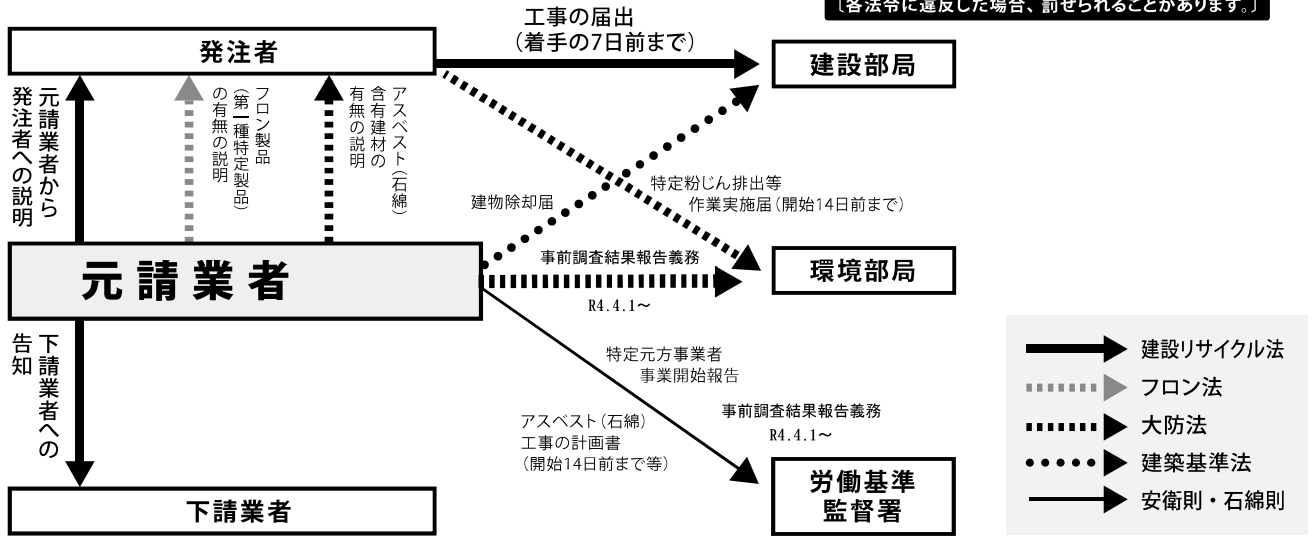 〔各法令に違反した場合、罰せられることがあります。〕
工事の届出
（着手の7日前まで）
発注者
建設部局
元請業者から
発注者への説明
フロン製品
（第一種特定製品）
の有無の説明
アスベスト（石綿）
含有建材の
有無の説明
建物除却届
特定粉じん排出等
作業実施届（開始14日前まで）
元請業者
事前調査結果報告義務
R4.4.1～
環境部局
下請業者への
告知
特定元方事業者
事業開始報告
アスベスト（石綿）
工事の計画書
（開始14日前まで等）
事前調査結果報告義務
R4.4.1～
下請業者
労働基準
監督署
建設リサイクル法
フロン法
大防法
建築基準法
安衛則・石綿則